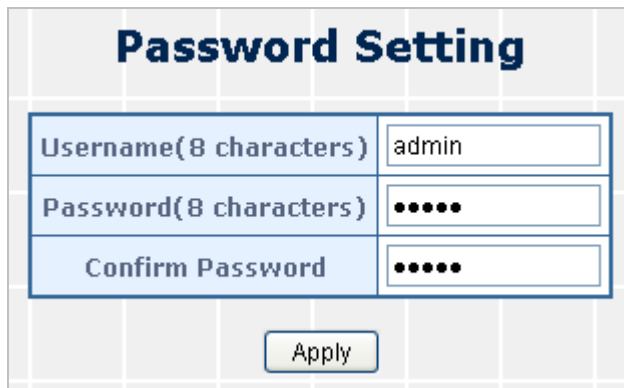 Password Setting
Username(8 characters) admin
Password(8 characters) •••••
Confirm Password •••••
Apply